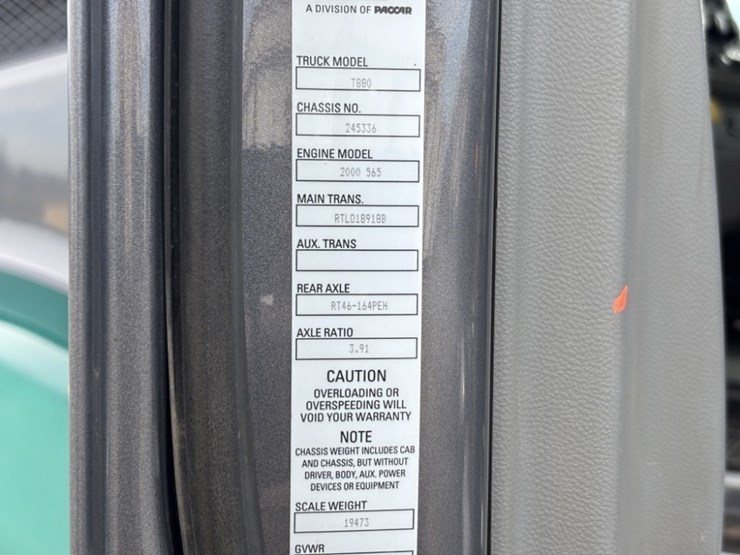 A DIVISION OF PACCAR
TRUCK MODEL
T880
CHASSIS NO.
245336
ENGINE MODEL
2000 565
MAIN TRANS.
RTLO18918B
AUX. TRANS
REAR AXLE
RT46-164PEH
AXLE RATIO
3.91
CAUTION
OVERLOADING OR
OVERSPEEDING WILL
VOID YOUR WARRANTY
NOTE
CHASSIS WEIGHT INCLUDES CAB
AND CHASSIS, BUT WITHOUT
DRIVER, BODY, AUX. POWER
DEVICES OR EQUIPMENT
SCALE WEIGHT
19473
GVWR